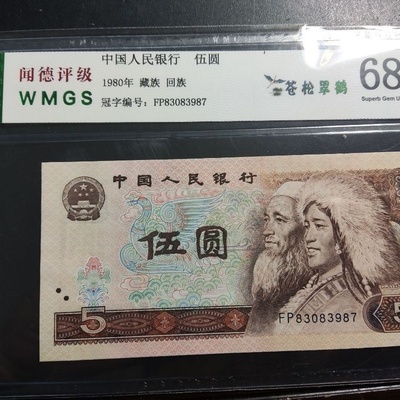 闻德评级
WMGS
中国人民银行 伍圆
1980年 藏族 回族
冠字编号：FP83083987
苍松罩鹤
68
Superb Gem U
中国人民银行
伍圆
5
FP83083987